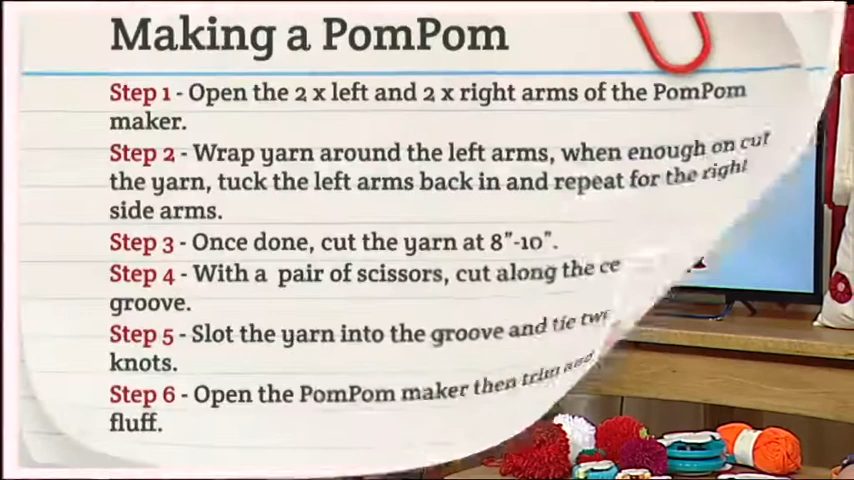 Making a PomPom
Step 1 - Open the 2 x left and 2 x right arms of the PomPom
maker.
Step 2 - Wrap yarn around the left arms, when enough on cut
the yarn, tuck the left arms back in and repeat for the right
side arms.
Step 3 - Once done, cut the yarn at 8"-10".
Step 4 - With a pair of scissors, cut along the ce
groove.
Step 5 - Slot the yarn into the groove and tie
knots.
Step 6 - Open the PomPom maker then trim and
fluff.